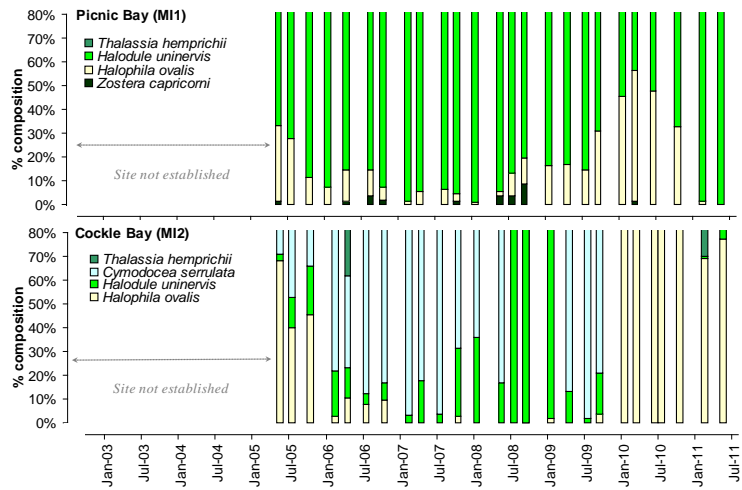 Picnic Bay (MI1)
Thalassia hemprichii
Halodule uninervis
Halophila ovalis
Zostera capricorni
% composition
80%
70%
60%
50%
40%
30%
20%
10%
0%
Site not established
Cockle Bay (MI2)
Thalassia hemprichii
Cymodocea serrulata
Halodule uninervis
Halophila ovalis
% composition
80%
70%
60%
50%
40%
30%
20%
10%
0%
Site not established
Jan-03
Jul-03
Jan-04
Jul-04
Jan-05
Jul-05
Jan-06
Jul-06
Jan-07
Jul-07
Jan-08
Jul-08
Jan-09
Jul-09
Jan-10
Jul-10
Jan-11
Jul-11